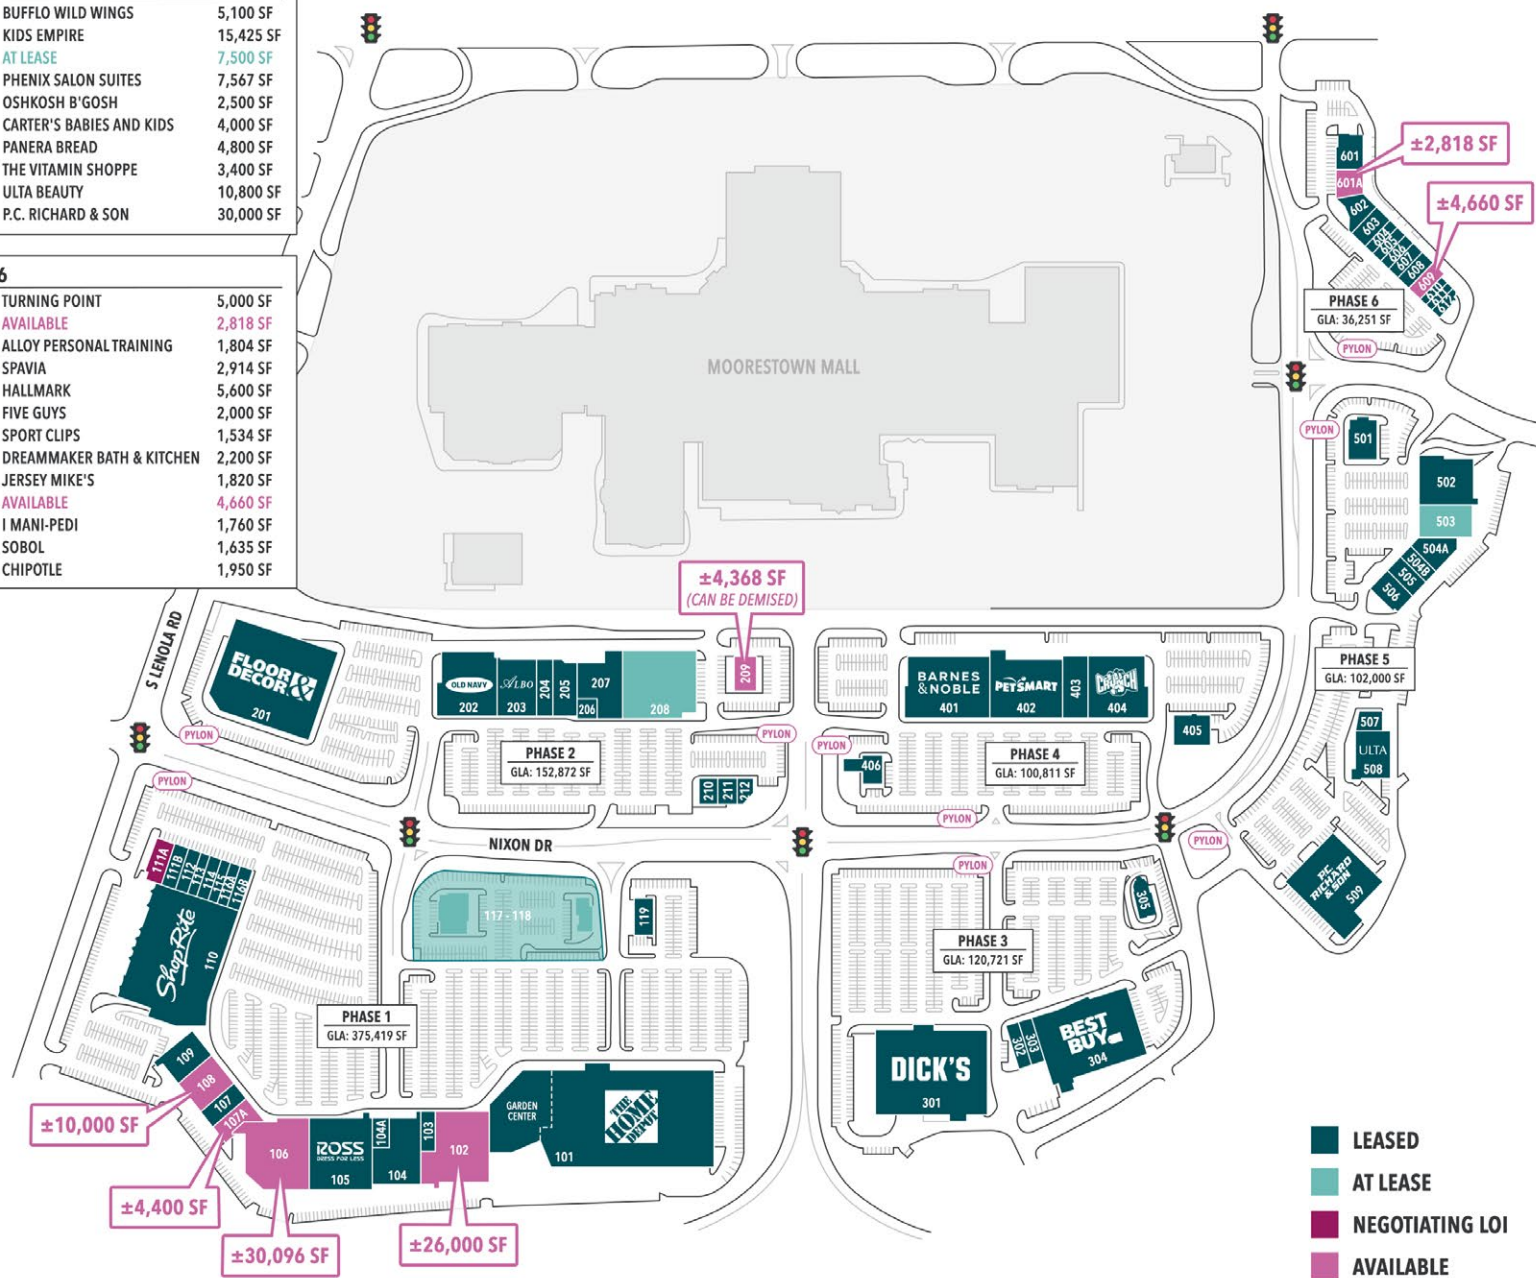 BUFFLO WILD WINGS 5,100 SF
KIDS EMPIRE 15,425 SF
AT LEASE 7,500 SF
PHENIX SALON SUITES 7,567 SF
OSHKOSH B'GOSH 2,500 SF
CARTER'S BABIES AND KIDS 4,000 SF
PANERA BREAD 4,800 SF
THE VITAMIN SHOPPE 3,400 SF
ULTA BEAUTY 10,800 SF
P.C. RICHARD & SON 30,000 SF
6
TURNING POINT 5,000 SF
AVAILABLE 2,818 SF
ALLOY PERSONAL TRAINING 1,804 SF
SPAVIA 2,914 SF
HALLMARK 5,600 SF
FIVE GUYS 2,000 SF
SPORT CLIPS 1,534 SF
DREAMMAKER BATH & KITCHEN 2,200 SF
JERSEY MIKE'S 1,820 SF
AVAILABLE 4,660 SF
I MANI-PEDI 1,760 SF
SOBOL 1,635 SF
CHIPOTLE 1,950 SF
601
601A
±2,818 SF
602
603
604
605
606
607
608
609
610
611
612
±4,660 SF
PHASE 6
GLA: 36,251 SF
PYLON
MOORESTOWN MALL
PYLON
501
502
503
504A
504B
505
506
±4,368 SF
(CAN BE DEMISED)
209
S LENOLA RD
FLOOR &
DECOR
201
PYLON
OLD NAVY
202
ALBO
203
204
205
206
207
208
BARNES
& NOBLE
401
PETSMART
402
403
CRUNCH
404
405
PHASE 5
GLA: 102,000 SF
507
ULTA
508
PHASE 2
GLA: 152,872 SF
PYLON
PYLON
406
PHASE 4
GLA: 100,811 SF
210
211
212
PYLON
PYLON
NIXON DR
PYLON
PYLON
P.C.
RICHARD
& SON
509
111A
111B
112
113
114
115
116A
116B
ShopRite
110
117 - 118
119
305
PHASE 3
GLA: 120,721 SF
PHASE 1
GLA: 375,419 SF
109
108
107
107A
±10,000 SF
±4,400 SF
106
±30,096 SF
ROSS
DRESS FOR LESS
105
104A
104
103
102
±26,000 SF
GARDEN
CENTER
THE
HOME
DEPOT
101
DICK'S
301
302
303
BEST
BUY
304
LEASED
AT LEASE
NEGOTIATING LOI
AVAILABLE